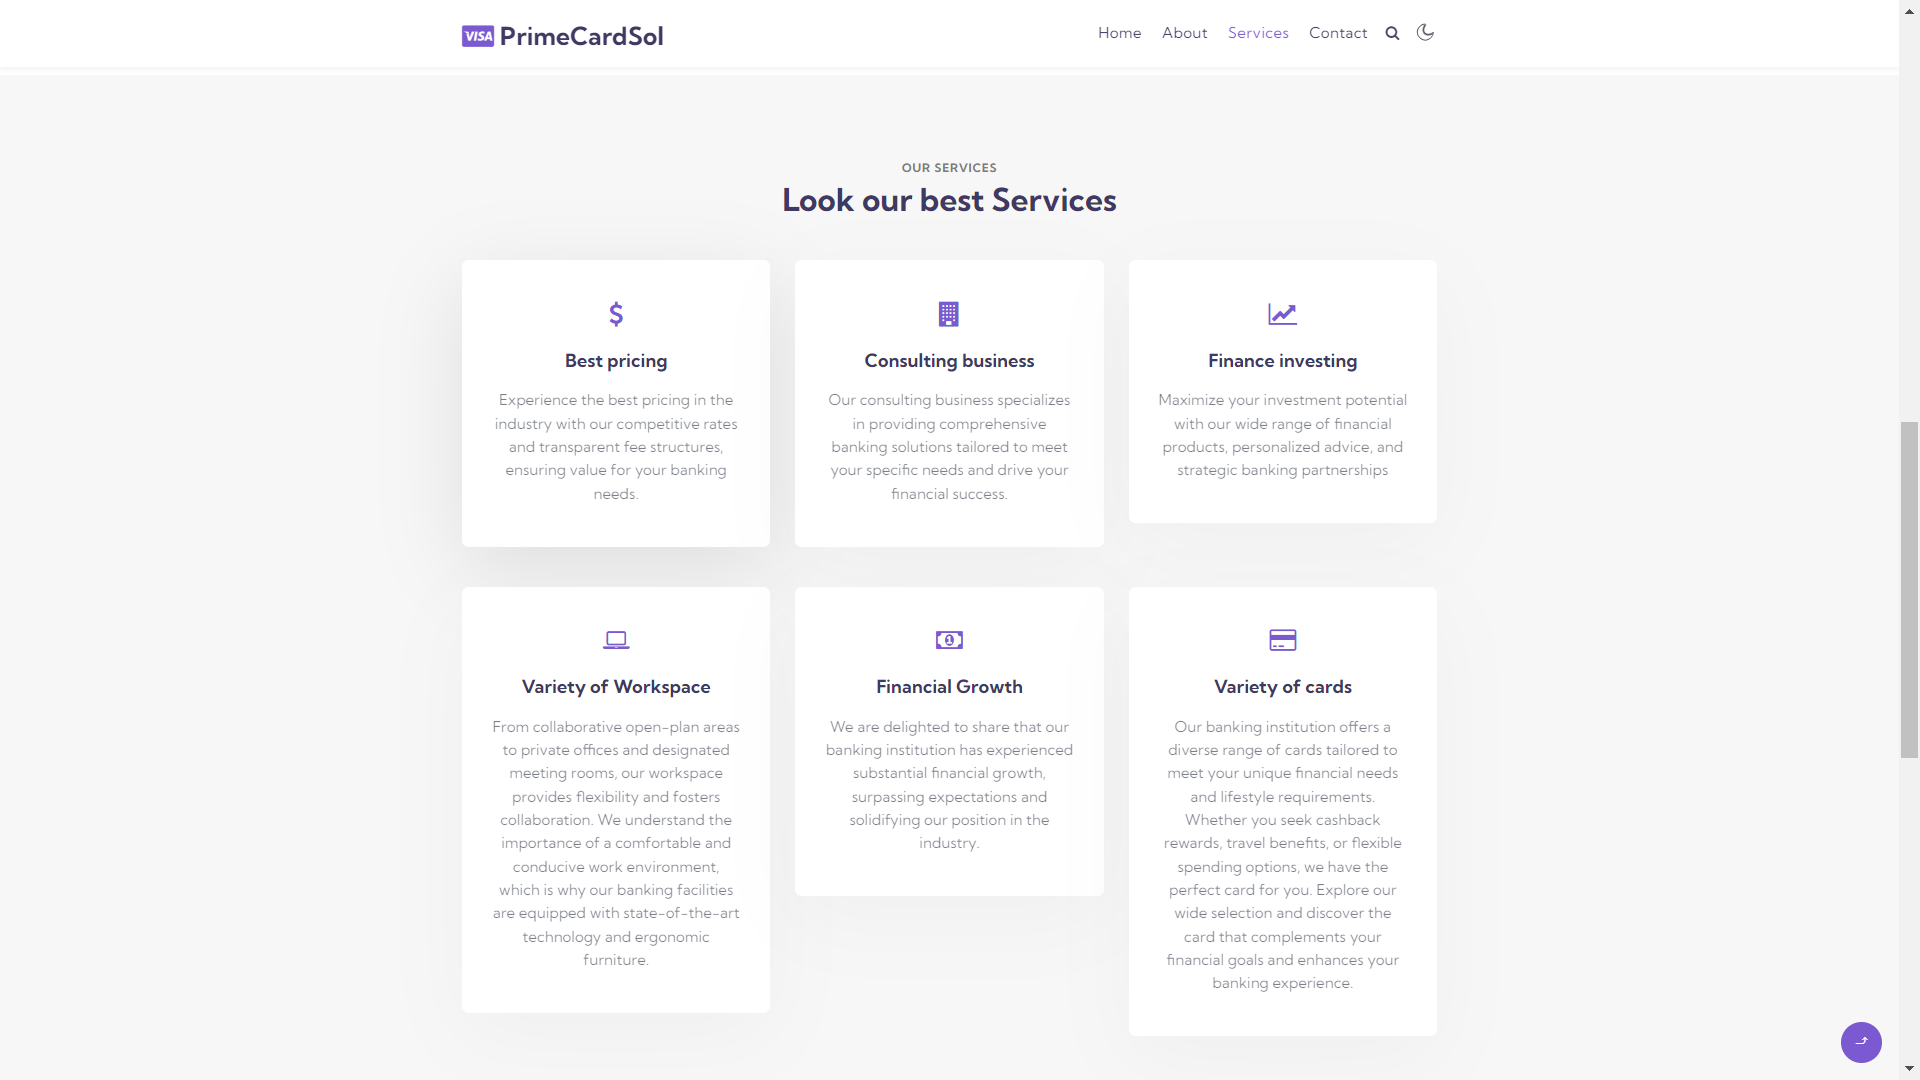 VISA PrimeCardSol
Home About Services Contact
OUR SERVICES
Look our best Services
Best pricing
Experience the best pricing in the
industry with our competitive rates
and transparent fee structures,
ensuring value for your banking
needs.
Consulting business
Our consulting business specializes
in providing comprehensive
banking solutions tailored to meet
your specific needs and drive your
financial success.
Finance investing
Maximize your investment potential
with our wide range of financial
products, personalized advice, and
strategic banking partnerships
Variety of Workspace
From collaborative open-plan areas
to private offices and designated
meeting rooms, our workspace
provides flexibility and fosters
collaboration. We understand the
importance of a comfortable and
conducive work environment,
which is why our banking facilities
are equipped with state-of-the-art
technology and ergonomic
furniture.
Financial Growth
We are delighted to share that our
banking institution has experienced
substantial financial growth,
surpassing expectations and
solidifying our position in the
industry.
Variety of cards
Our banking institution offers a
diverse range of cards tailored to
meet your unique financial needs
and lifestyle requirements.
Whether you seek cashback
rewards, travel benefits, or flexible
spending options, we have the
perfect card for you. Explore our
wide selection and discover the
card that complements your
financial goals and enhances your
banking experience.